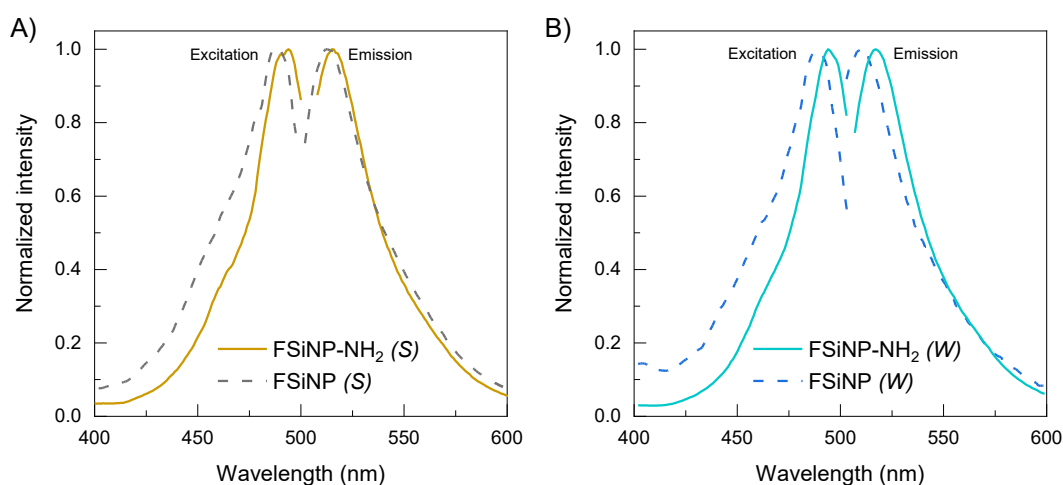 A)
Excitation
Emission
Normalized intensity
1.0
0.8
0.6
0.4
0.2
0.0
FSiNP-NH₂ (S)
FSiNP (S)
400
450
500
550
600
Wavelength (nm)
B)
Excitation
Emission
Normalized intensity
1.0
0.8
0.6
0.4
0.2
0.0
FSiNP-NH₂ (W)
FSiNP (W)
400
450
500
550
600
Wavelength (nm)